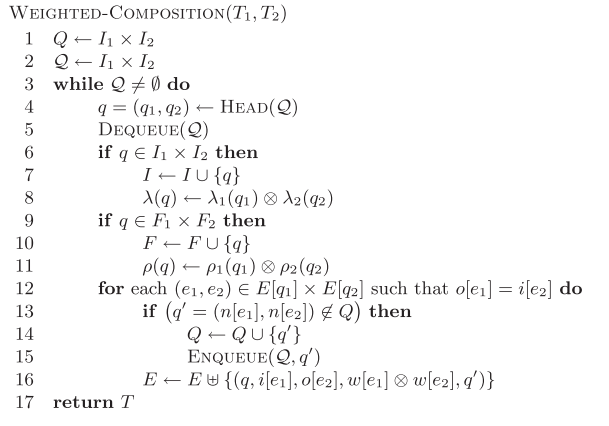 WEIGHTED-COMPOSITION(T₁, T₂)
1 Q ← I₁ × I₂
2 𝒬 ← I₁ × I₂
3 while 𝒬 ≠ ∅ do
4 q = (q₁, q₂) ← HEAD(𝒬)
5 DEQUEUE(𝒬)
6 if q ∈ I₁ × I₂ then
7 I ← I ∪ {q}
8 λ(q) ← λ₁(q₁) ⊗ λ₂(q₂)
9 if q ∈ F₁ × F₂ then
10 F ← F ∪ {q}
11 ρ(q) ← ρ₁(q₁) ⊗ ρ₂(q₂)
12 for each (e₁, e₂) ∈ E[q₁] × E[q₂] such that o[e₁] = i[e₂] do
13 if (q′ = (n[e₁], n[e₂]) ∉ Q) then
14 Q ← Q ∪ {q′}
15 ENQUEUE(𝒬, q′)
16 E ← E ⊎ {(q, i[e₁], o[e₂], w[e₁] ⊗ w[e₂], q′)}
17 return T